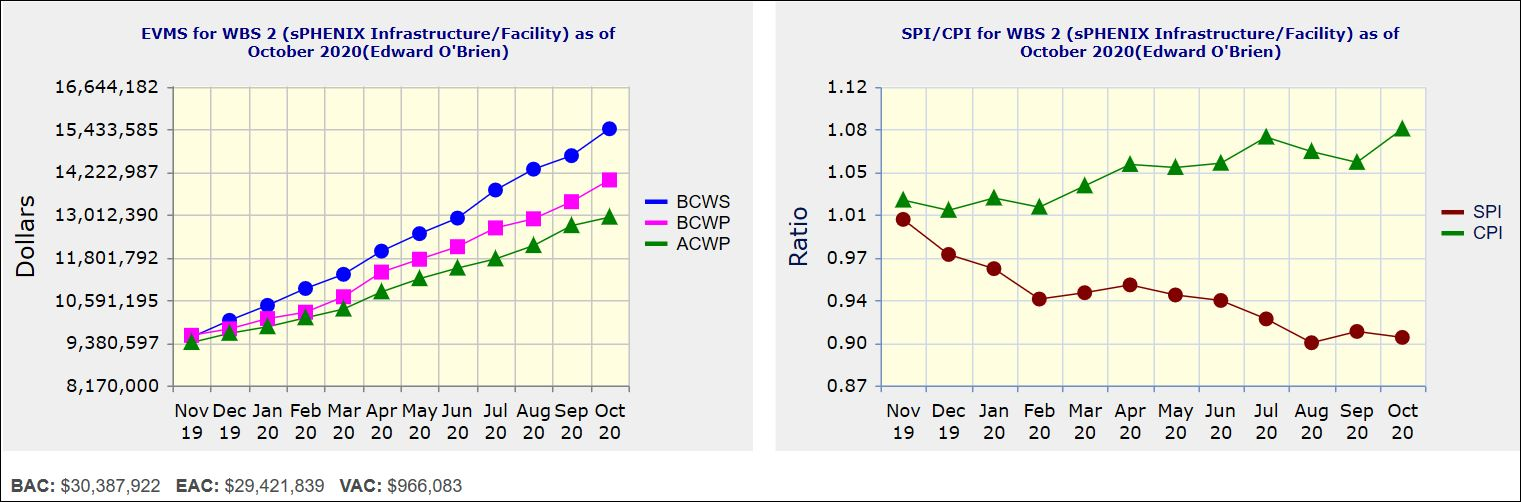 EVMS for WBS 2 (sPHENIX Infrastructure/Facility) as of
October 2020(Edward O'Brien)
16,644,182
15,433,585
14,222,987
13,012,390
11,801,792
10,591,195
9,380,597
8,170,000
Dollars
Nov Dec Jan Feb Mar Apr May Jun Jul Aug Sep Oct
19 19 20 20 20 20 20 20 20 20 20 20
BCWS
BCWP
ACWP
SPI/CPI for WBS 2 (sPHENIX Infrastructure/Facility) as of
October 2020(Edward O'Brien)
1.12
1.08
1.05
1.01
0.97
0.94
0.90
0.87
Ratio
Nov Dec Jan Feb Mar Apr May Jun Jul Aug Sep Oct
19 19 20 20 20 20 20 20 20 20 20 20
SPI
CPI
BAC: $30,387,922 EAC: $29,421,839 VAC: $966,083